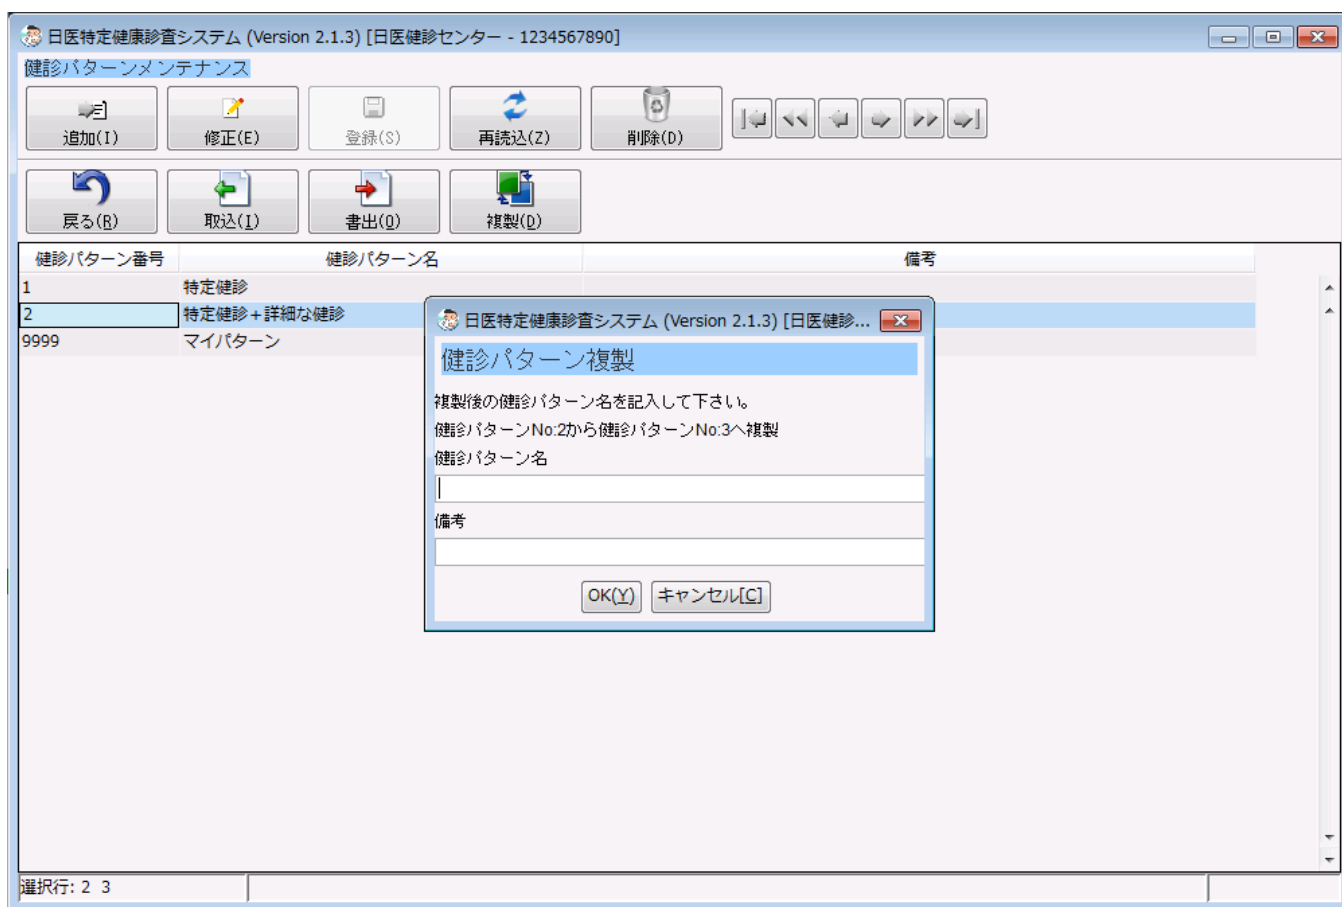 日医特定健康診査システム (Version 2.1.3) [日医健診センター - 1234567890]
健診パターンメンテナンス
追加(I) 修正(E) 登録(S) 再読込(Z) 削除(D)
戻る(R) 取込(I) 書出(O) 複製(D)
健診パターン番号 健診パターン名 備考
1 特定健診
2 特定健診+詳細な健診
9999 マイパターン
日医特定健康診査システム (Version 2.1.3) [日医健診...
健診パターン複製
複製後の健診パターン名を記入して下さい。
健診パターンNo:2から健診パターンNo:3へ複製
健診パターン名
備考
OK(Y) キャンセル[C]
選択行: 2 3